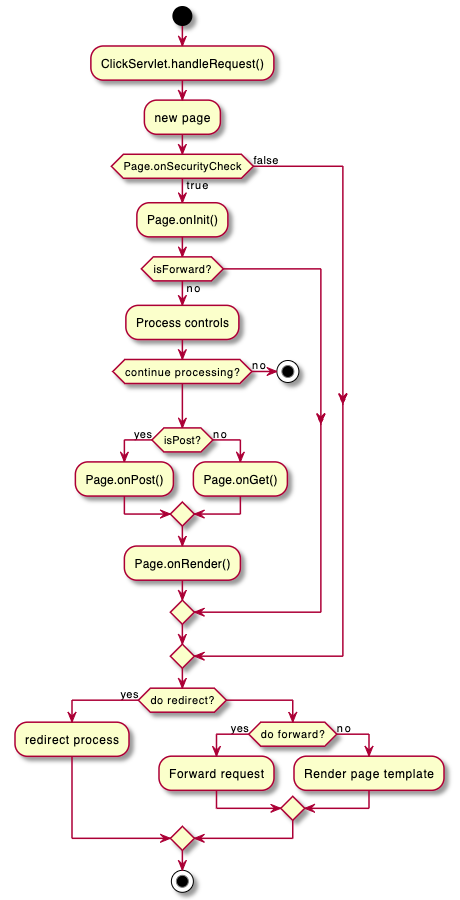 ClickServlet.handleRequest()
new page
Page.onSecurityCheck
false
true
Page.onInit()
isForward?
no
Process controls
continue processing?
no
isPost?
yes
no
Page.onPost()
Page.onGet()
Page.onRender()
do redirect?
yes
redirect process
do forward?
yes
no
Forward request
Render page template